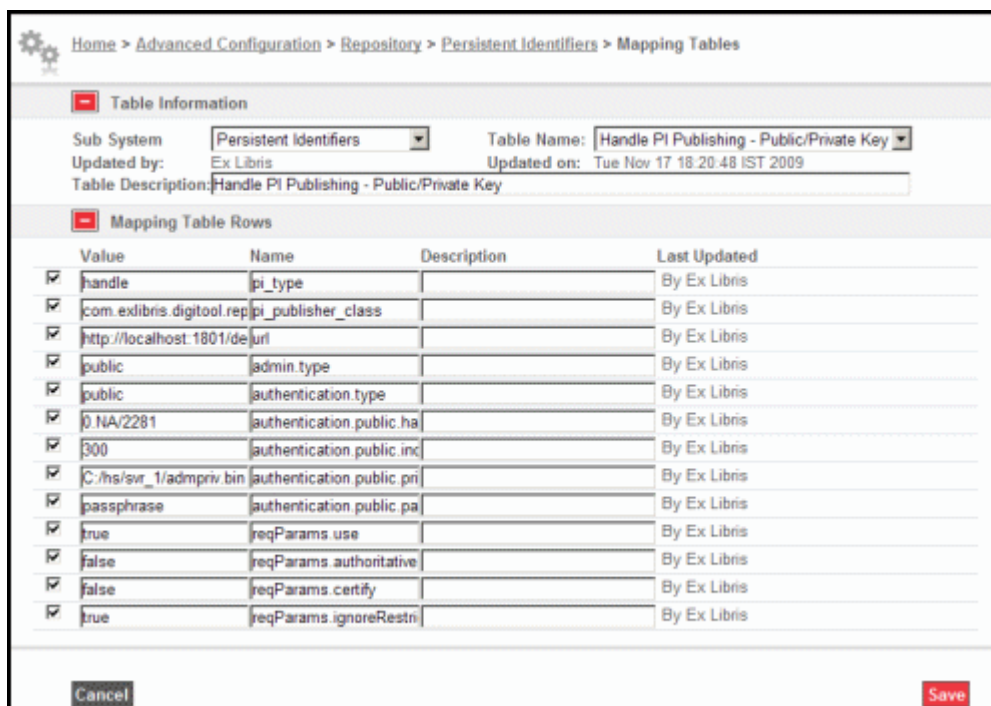 Home > Advanced Configuration > Repository > Persistent Identifiers > Mapping Tables
Table Information
Sub System Persistent Identifiers Table Name: Handle PI Publishing - Public/Private Key
Updated by: Ex Libris Updated on: Tue Nov 17 18:20:48 IST 2009
Table Description: Handle PI Publishing - Public/Private Key
Mapping Table Rows
Value Name Description Last Updated
handle pi_type By Ex Libris
com.exlibris.digitool.rep pi_publisher_class By Ex Libris
http://localhost:1801/de url By Ex Libris
public admin.type By Ex Libris
public authentication.type By Ex Libris
0.NA/2281 authentication.public.ha By Ex Libris
300 authentication.public.ind By Ex Libris
C:/hs/svr_1/admpriv.bin authentication.public.pri By Ex Libris
passphrase authentication.public.pa By Ex Libris
true reqParams.use By Ex Libris
false reqParams.authoritative By Ex Libris
false reqParams.certify By Ex Libris
true reqParams.ignoreRestri By Ex Libris
Cancel Save